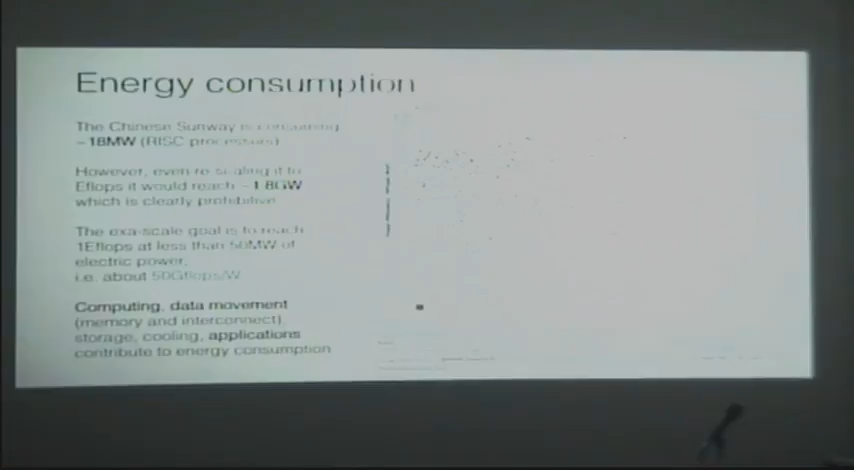 Energy consumption
The Chinese Sunway is consuming
~18MW (RISC processors)
However, even re-scaling it to
Eflops it would reach ~1.8GW
which is clearly prohibitive
The exa-scale goal is to reach
1Eflops at less than 50MW of
electric power,
i.e. about 50Gflops/W
Computing, data movement
(memory and interconnect),
storage, cooling, applications
contribute to energy consumption